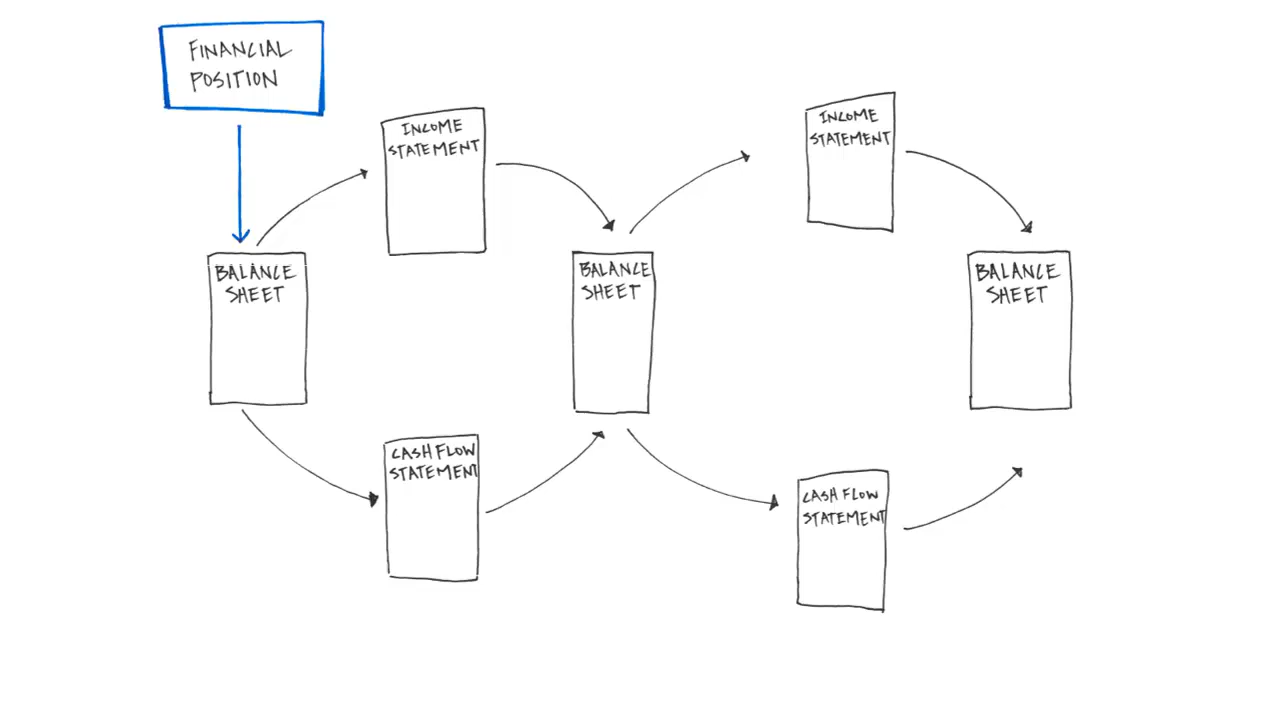 FINANCIAL
POSITION
INCOME
STATEMENT
INCOME
STATEMENT
BALANCE
SHEET
BALANCE
SHEET
BALANCE
SHEET
CASH FLOW
STATEMENT
CASH FLOW
STATEMENT